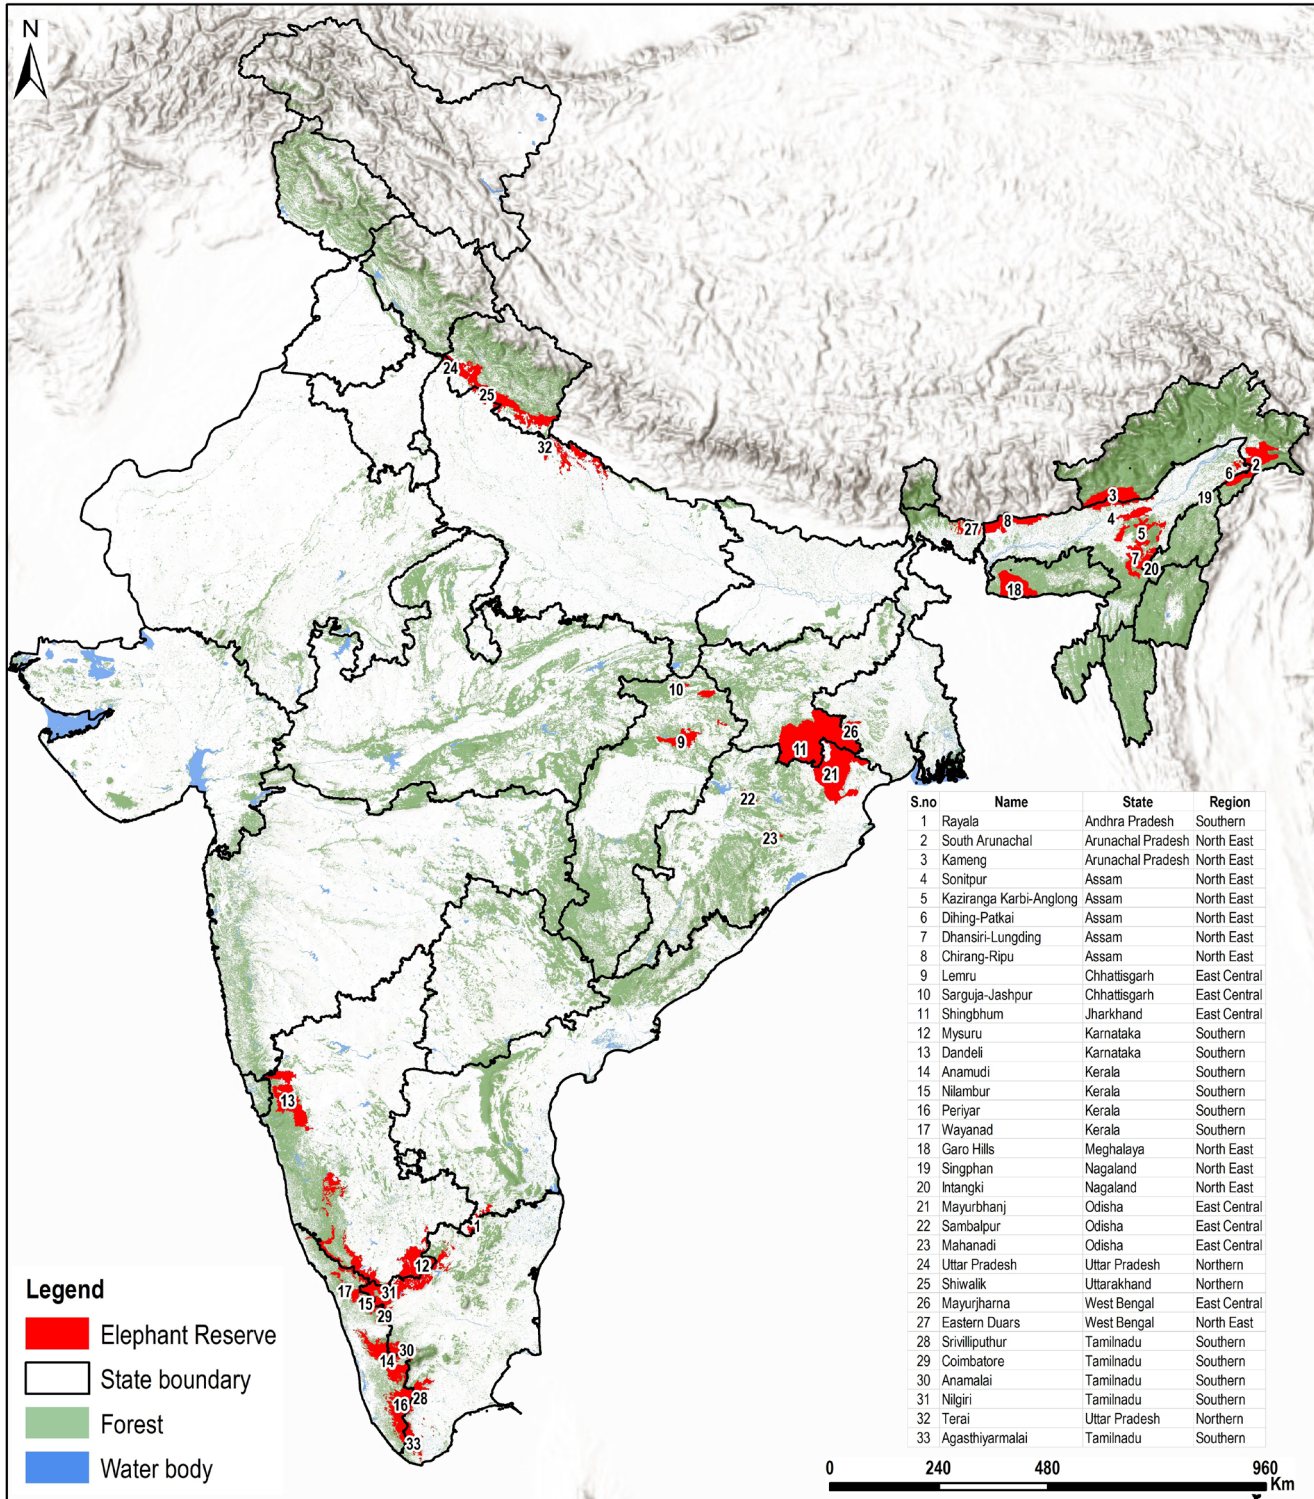 N
24
25
32
2
6
3
19
27
8
4
5
7
20
18
10
9
26
11
21
22
23
13
1
12
17
31
15
29
30
14
28
16
33
S.no Name State Region
1 Rayala Andhra Pradesh Southern
2 South Arunachal Arunachal Pradesh North East
3 Kameng Arunachal Pradesh North East
4 Sonitpur Assam North East
5 Kaziranga Karbi-Anglong Assam North East
6 Dihing-Patkai Assam North East
7 Dhansiri-Lungding Assam North East
8 Chirang-Ripu Assam North East
9 Lemru Chhattisgarh East Central
10 Sarguja-Jashpur Chhattisgarh East Central
11 Shingbhum Jharkhand East Central
12 Mysuru Karnataka Southern
13 Dandeli Karnataka Southern
14 Anamudi Kerala Southern
15 Nilambur Kerala Southern
16 Periyar Kerala Southern
17 Wayanad Kerala Southern
18 Garo Hills Meghalaya North East
19 Singphan Nagaland North East
20 Intangki Nagaland North East
21 Mayurbhanj Odisha East Central
22 Sambalpur Odisha East Central
23 Mahanadi Odisha East Central
24 Uttar Pradesh Uttar Pradesh Northern
25 Shiwalik Uttarakhand Northern
26 Mayurjharna West Bengal East Central
27 Eastern Duars West Bengal North East
28 Srivilliputhur Tamilnadu Southern
29 Coimbatore Tamilnadu Southern
30 Anamalai Tamilnadu Southern
31 Nilgiri Tamilnadu Southern
32 Terai Uttar Pradesh Northern
33 Agasthiyarmalai Tamilnadu Southern
Legend
Elephant Reserve
State boundary
Forest
Water body
0 240 480 960
Km